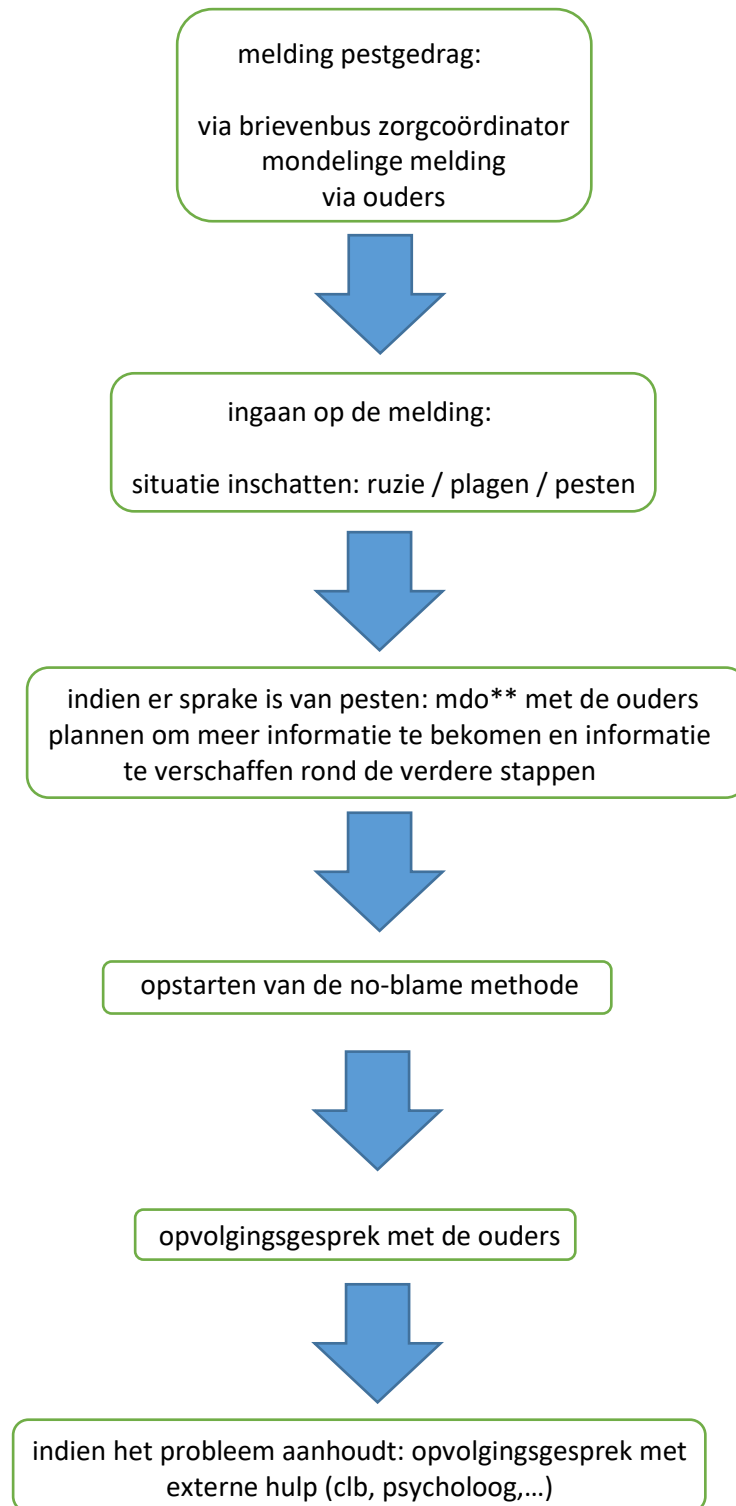 melding pestgedrag:
via brievenbus zorgcoördinator
mondelinge melding
via ouders
ingaan op de melding:
situatie inschatten: ruzie / plagen / pesten
indien er sprake is van pesten: mdo** met de ouders
plannen om meer informatie te bekomen en informatie
te verschaffen rond de verdere stappen
opstarten van de no-blame methode
opvolgingsgesprek met de ouders
indien het probleem aanhoudt: opvolgingsgesprek met
externe hulp (clb, psycholoog,...)